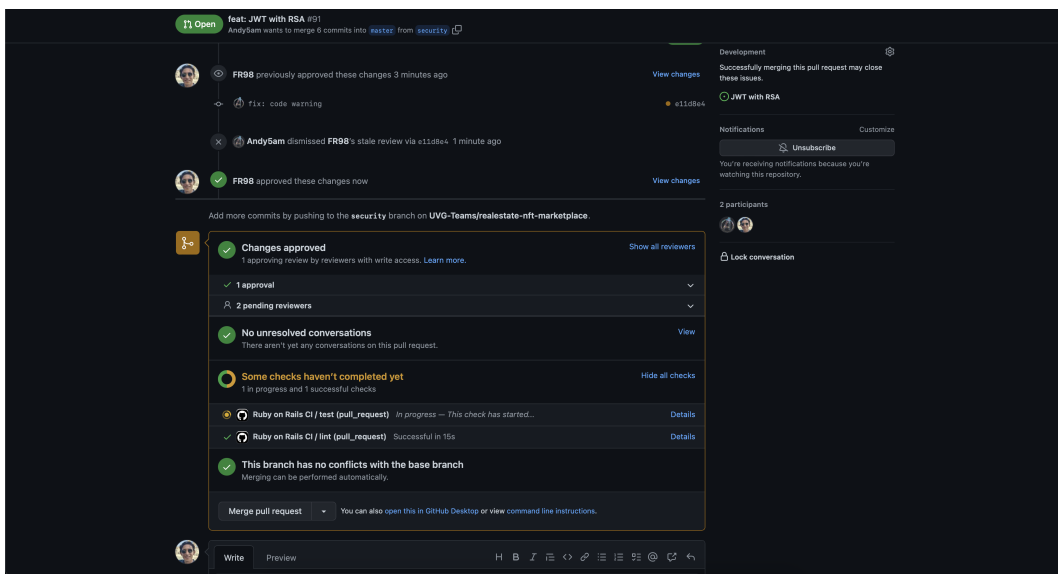 Open
feat: JWT with RSA #91
Andy5am wants to merge 6 commits into master from security
FR98 previously approved these changes 3 minutes ago
View changes
fix: code warning
e11d8e4
Andy5am dismissed FR98's stale review via e11d8e4 1 minute ago
FR98 approved these changes now
View changes
Add more commits by pushing to the security branch on UVG-Teams/realestate-nft-marketplace.
Changes approved
Show all reviewers
1 approving review by reviewers with write access. Learn more.
1 approval
2 pending reviewers
No unresolved conversations
View
There aren't yet any conversations on this pull request.
Some checks haven't completed yet
Hide all checks
1 in progress and 1 successful checks
Ruby on Rails CI / test (pull_request) In progress — This check has started...
Details
Ruby on Rails CI / lint (pull_request) Successful in 15s
Details
This branch has no conflicts with the base branch
Merging can be performed automatically.
Merge pull request
You can also open this in GitHub Desktop or view command line instructions.
Write
Preview
Development
Successfully merging this pull request may close
these issues.
JWT with RSA
Notifications
Customize
Unsubscribe
You're receiving notifications because you're
watching this repository.
2 participants
Lock conversation